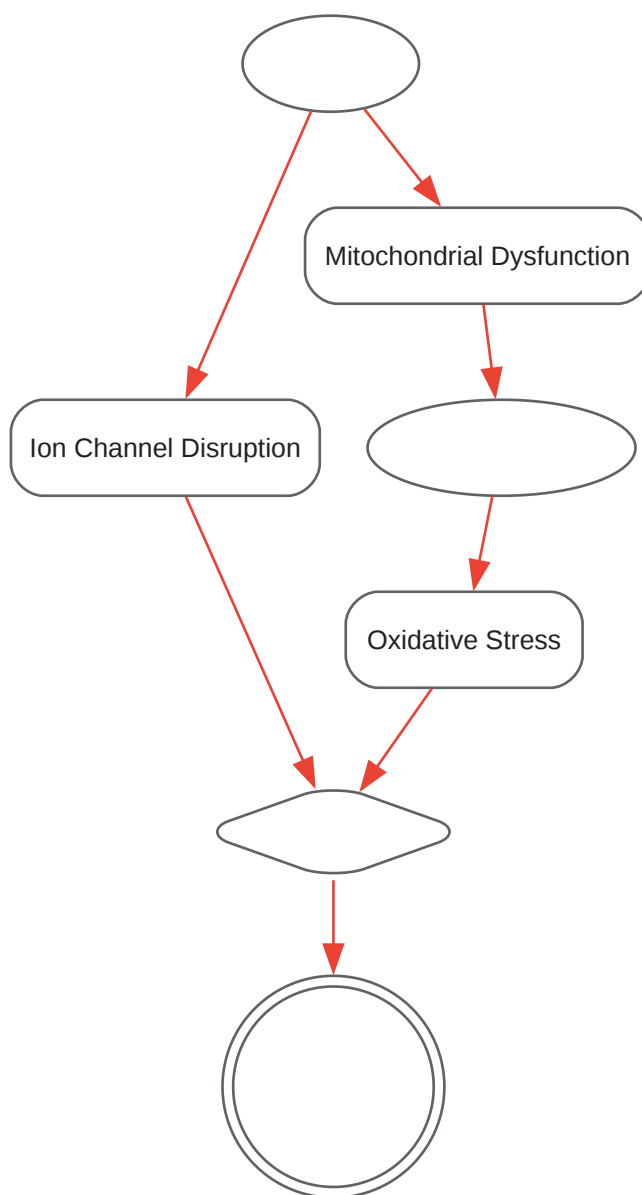 Mitochondrial Dysfunction
Ion Channel Disruption
Oxidative Stress